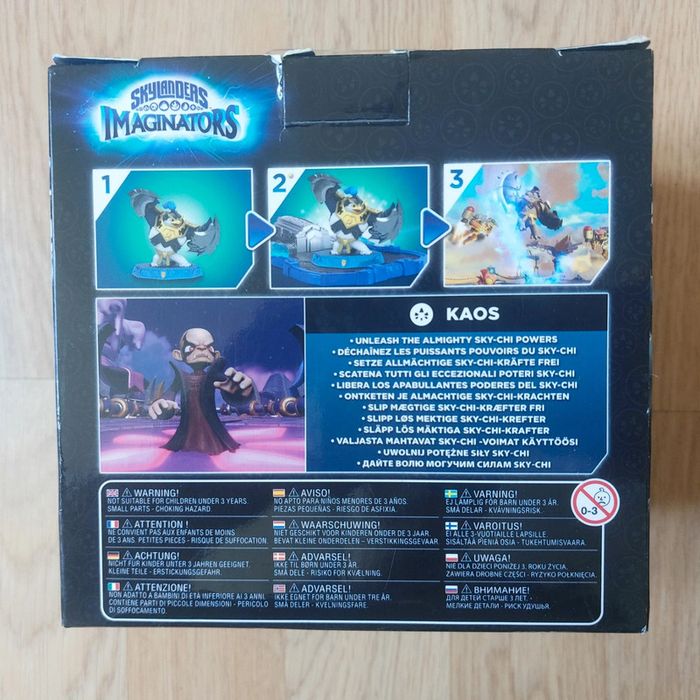 SKYLANDERS
IMAGINATORS
1
2
3
KAOS
• UNLEASH THE ALMIGHTY SKY-CHI POWERS
• DÉCHAÎNEZ LES PUISSANTS POUVOIRS DU SKY-CHI
• SETZE ALLMÄCHTIGE SKY-CHI-KRÄFTE FREI
• SCATENA TUTTI GLI ECCEZIONALI POTERI SKY-CHI
• LIBERA LOS APABULLANTES PODERES DEL SKY-CHI
• ONTKETEN JE ALMACHTIGE SKY-CHI-KRACHTEN
• SLIP MÆGTIGE SKY-CHI-KRÆFTER FRI
• SLIPP LØS MEKTIGE SKY-CHI-KREFTER
• SLÄPP LÖS MÄKTIGA SKY-CHI-KRAFTER
• VALJASTA MAHTAVAT SKY-CHI -VOIMAT KÄYTTÖÖSI
• UWOLNIJ POTĘŻNE SIŁY SKY-CHI
• ДАЙТЕ ВОЛЮ МОГУЧИМ СИЛАМ SKY-CHI
WARNING!
NOT SUITABLE FOR CHILDREN UNDER 3 YEARS.
SMALL PARTS - CHOKING HAZARD.
ATTENTION !
NE CONVIENT PAS AUX ENFANTS DE MOINS
DE 3 ANS. PETITES PIECES - RISQUE DE SUFFOCATION.
ACHTUNG!
NICHT FÜR KINDER UNTER 3 JAHREN GEEIGNET.
KLEINE TEILE - ERSTICKUNGSGEFAHR.
ATTENZIONE!
NON ADATTO A BAMBINI DI ETÀ INFERIORE AI 3 ANNI.
CONTIENE PARTI DI PICCOLE DIMENSIONI - PERICOLO
DI SOFFOCAMENTO.
AVISO!
NO APTO PARA NIÑOS MENORES DE 3 AÑOS.
PIEZAS PEQUEÑAS - RIESGO DE ASFIXIA.
WAARSCHUWING!
NIET GESCHIKT VOOR KINDEREN ONDER DE 3 JAAR.
BEVAT KLEINE ONDERDELEN - VERSTIKKINGSGEVAAR
ADVARSEL!
IKKE TIL BØRN UNDER 3 ÅR.
SMÅ DELE - RISIKO FOR KVÆLNING.
ADVARSEL!
IKKE EGNET FOR BARN UNDER TRE ÅR.
SMÅ DELER - KVELNINGSFARE.
VARNING!
EJ LÄMPLIG FÖR BARN UNDER 3 ÅR.
SMÅ DELAR - KVÄVNINGSRISK.
VAROITUS!
EI ALLE 3-VUOTIAILLE LAPSILLE.
SISÄLTÄÄ PIENIÄ OSIA - TUKEHTUMISVAARA.
UWAGA!
NIE DLA DZIECI PONIŻEJ 3. ROKU ŻYCIA.
ZAWIERA DROBNE CZĘŚCI - RYZYKO POŁKNIĘCIA.
ВНИМАНИЕ!
ДЛЯ ДЕТЕЙ СТАРШЕ 3 ЛЕТ.
МЕЛКИЕ ДЕТАЛИ - РИСК УДУШЬЯ.
0-3